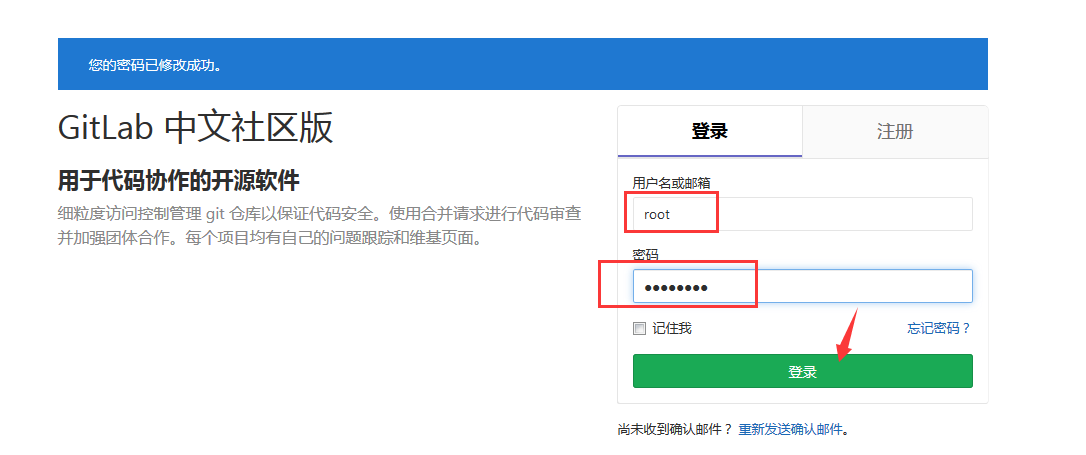 您的密码已修改成功。
GitLab 中文社区版
用于代码协作的开源软件
细粒度访问控制管理 git 仓库以保证代码安全。使用合并请求进行代码审查
并加强团体合作。每个项目均有自己的问题跟踪和维基页面。
登录
注册
用户名或邮箱
root
密码
●●●●●●●●
记住我
忘记密码？
登录
尚未收到确认邮件？ 重新发送确认邮件。